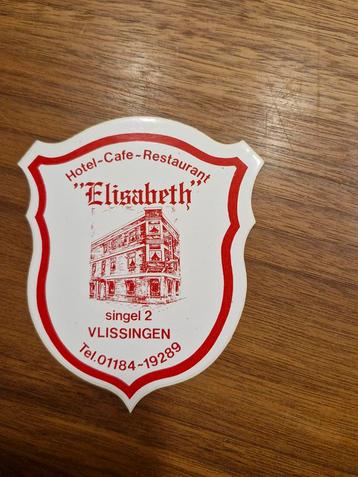 Hotel-Cafe-Restaurant
"Elisabeth"
singel 2
VLISSINGEN
Tel.01184-19289